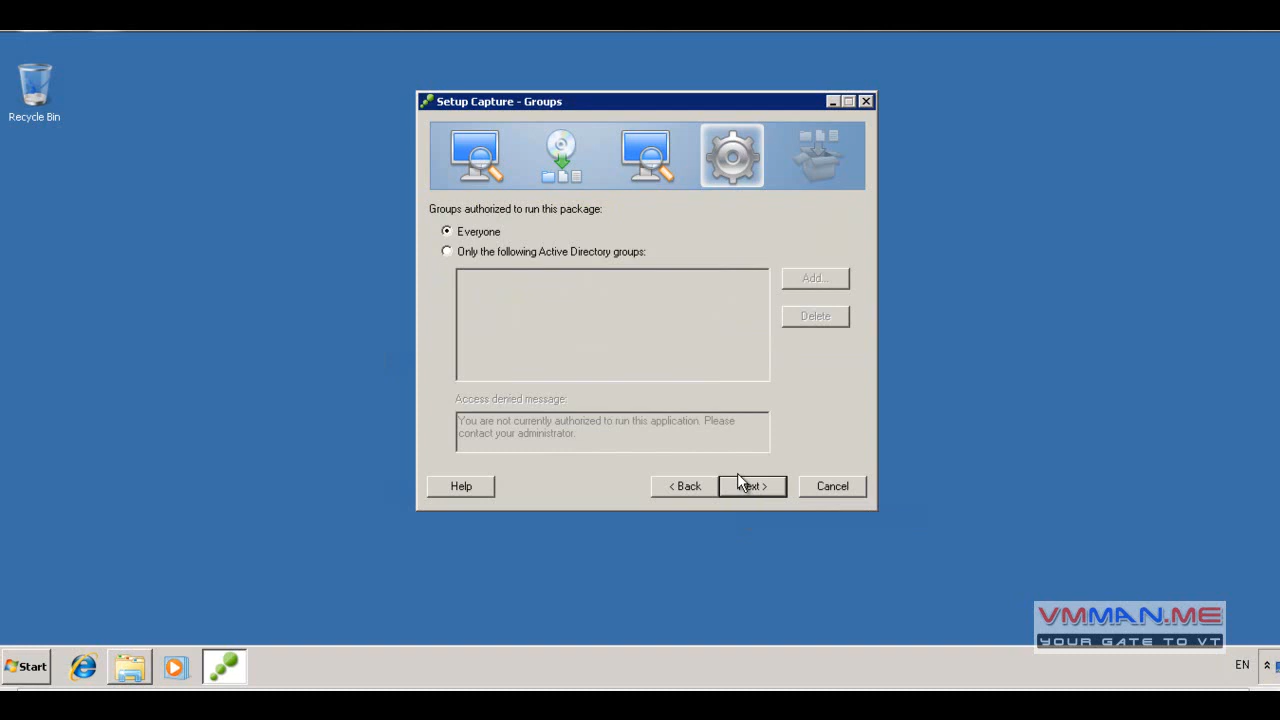 Recycle Bin
Setup Capture - Groups
Groups authorized to run this package:
Everyone
Only the following Active Directory groups:
Add...
Delete
Access denied message:
You are not currently authorized to run this application. Please
contact your administrator.
Help
< Back
Cancel
VMMAN.ME
YOUR GATE TO VT
Start
EN